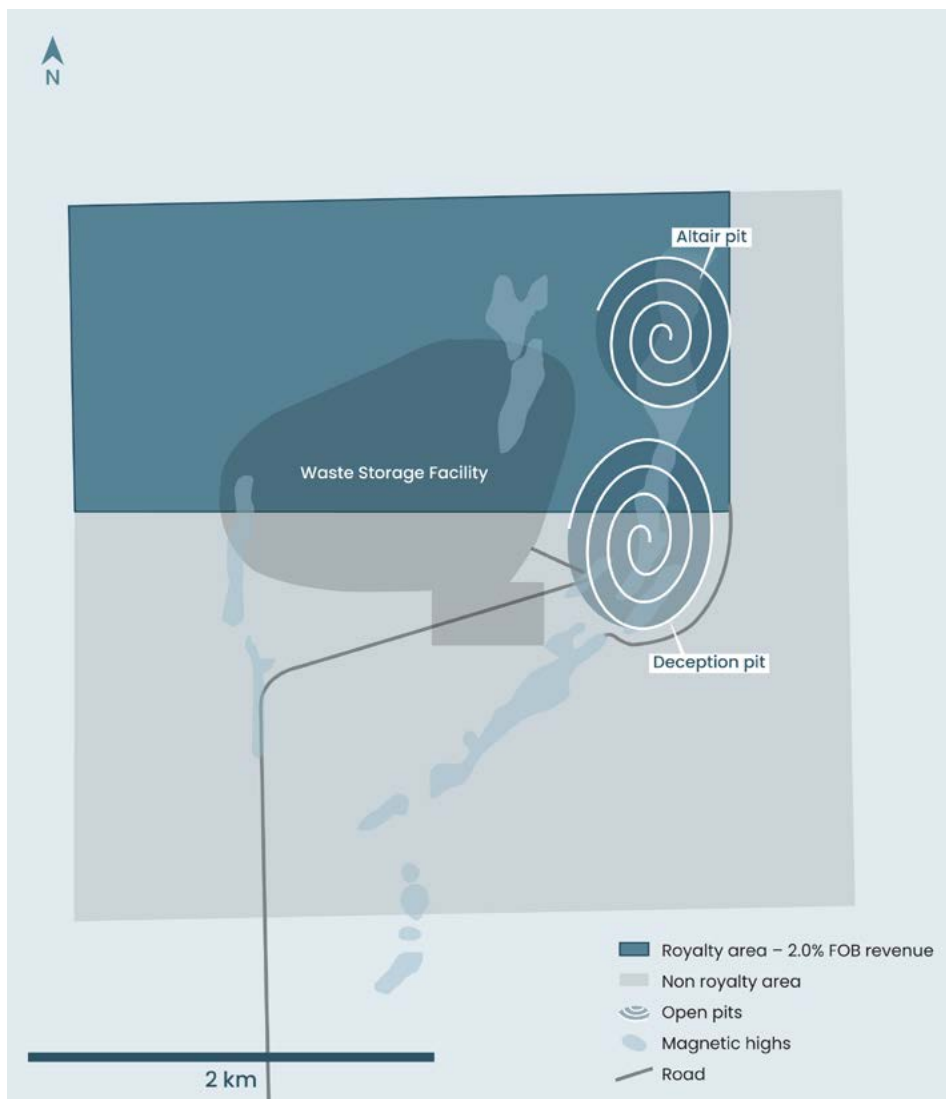 N
Altair pit
Waste Storage Facility
Deception pit
Royalty area – 2.0% FOB revenue
Non royalty area
Open pits
Magnetic highs
Road
2 km